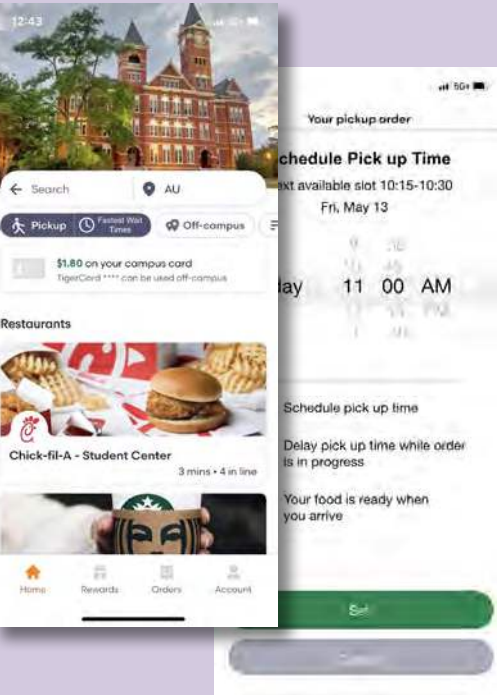 12:43
5G+
Search
AU
Pickup
Fastest Wait
Times
Off-campus
$1.80 on your campus card
TigerCard **** can be used off-campus
Restaurants
Chick-fil-A - Student Center
3 mins • 4 in line
Home
Rewards
Orders
Account
5G+
Your pickup order
chedule Pick up Time
ext available slot 10:15-10:30
Fri, May 13
ay 11 00 AM
Schedule pick up time
Delay pick up time while order
is in progress
Your food is ready when
you arrive
Set